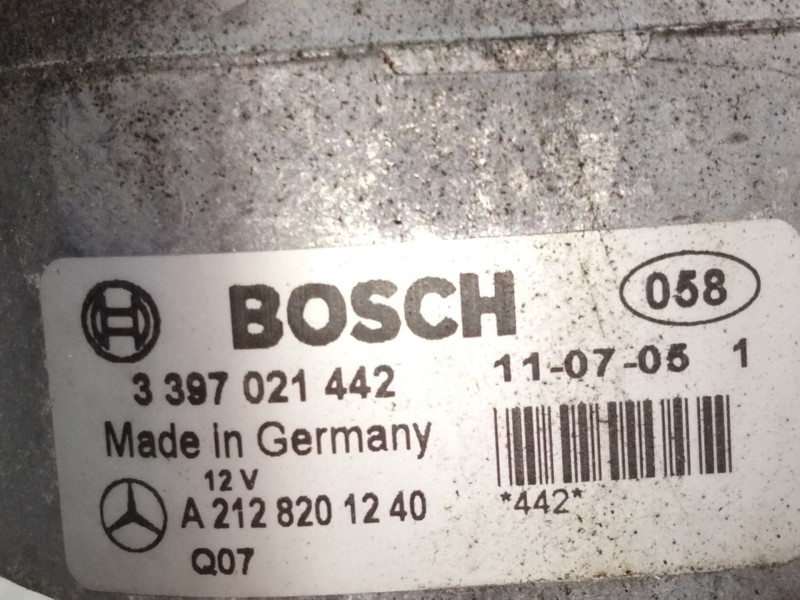 BOSCH
058
3 397 021 442
11-07-05 1
Made in Germany
12 V
A 212 820 12 40
*442*
Q07